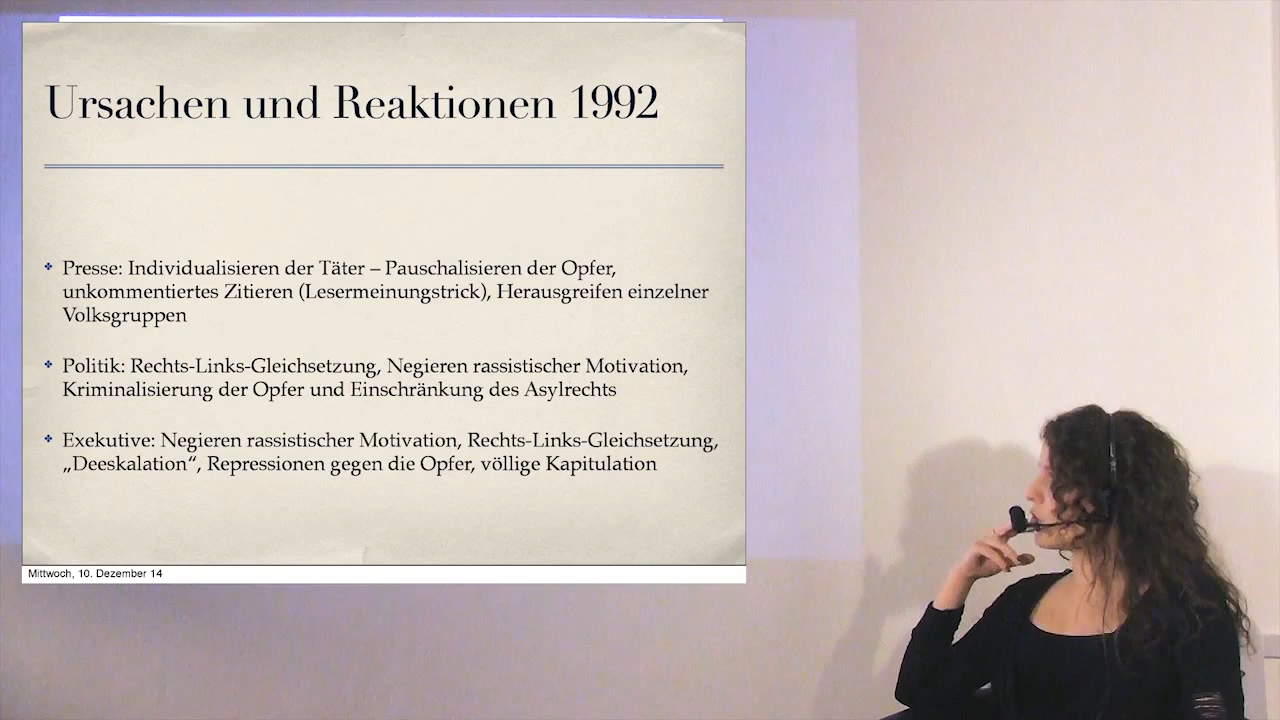 Ursachen und Reaktionen 1992
Presse: Individualisieren der Täter – Pauschalisieren der Opfer,
unkommentiertes Zitieren (Lesermeinungstrick), Herausgreifen einzelner
Volksgruppen
Politik: Rechts-Links-Gleichsetzung, Negieren rassistischer Motivation,
Kriminalisierung der Opfer und Einschränkung des Asylrechts
Exekutive: Negieren rassistischer Motivation, Rechts-Links-Gleichsetzung,
„Deeskalation“, Repressionen gegen die Opfer, völlige Kapitulation
Mittwoch, 10. Dezember 14